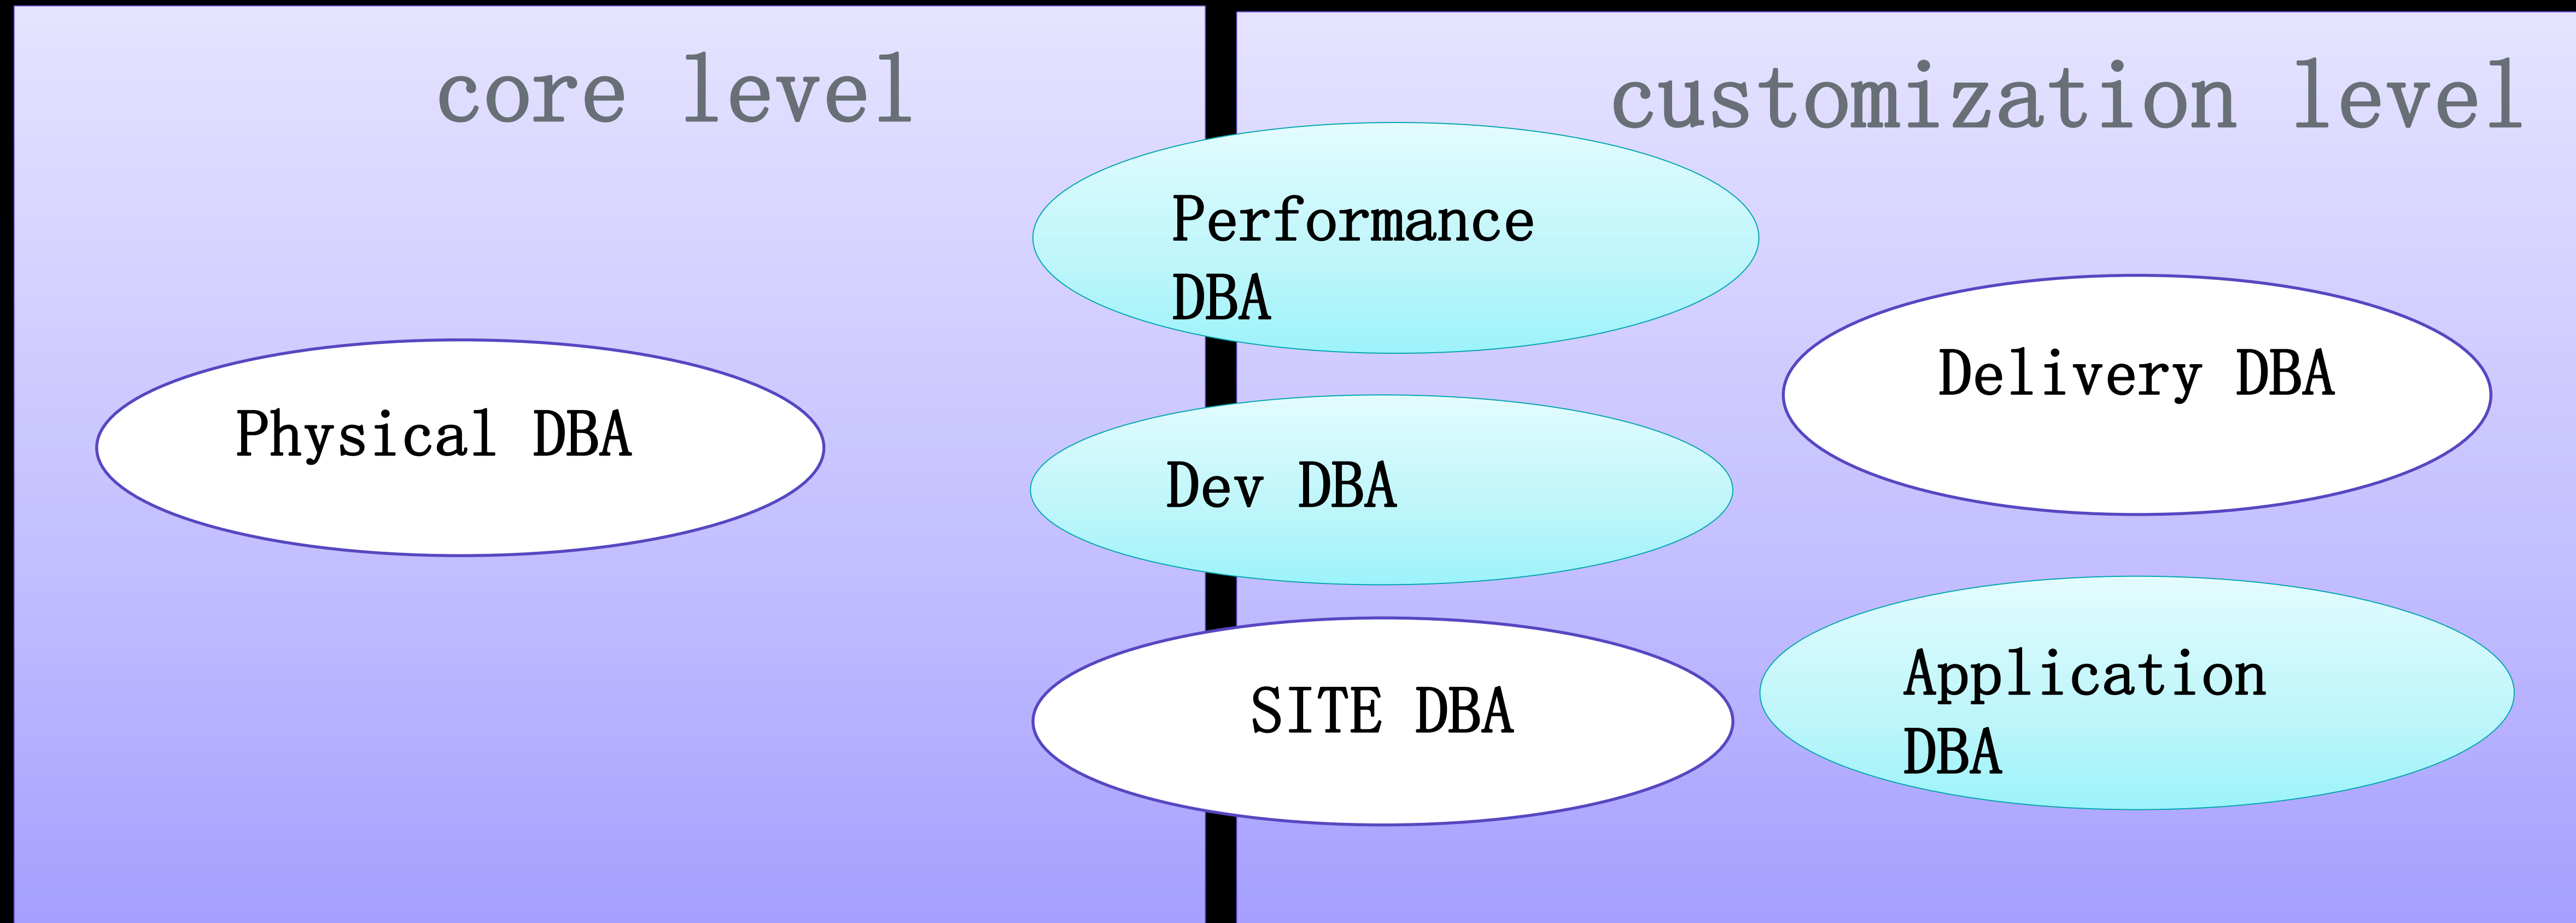 core level
customization level
Performance
DBA
Delivery DBA
Physical DBA
Dev DBA
Application
DBA
SITE DBA